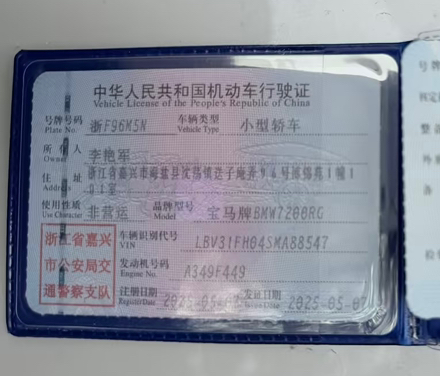 中华人民共和国机动车行驶证
Vehicle License of the People's Republic of China
号牌号码 浙F96M5N 车辆类型 小型轿车
Plate No. Vehicle Type
所有人 李艳军
Owner
住址 浙江省嘉兴市海盐县沈荡镇
Address
使用性质 非营运 品牌型号 宝马牌BMW7200RG
Use Character Model
浙江省嘉兴
市公安局交
通警察支队
车辆识别代号 LBV31FH04SMA88547
VIN
发动机号码 A349F449
Engine No.
注册日期 2025-05-07 发证日期 2025-05-07
Register Date Issue Date